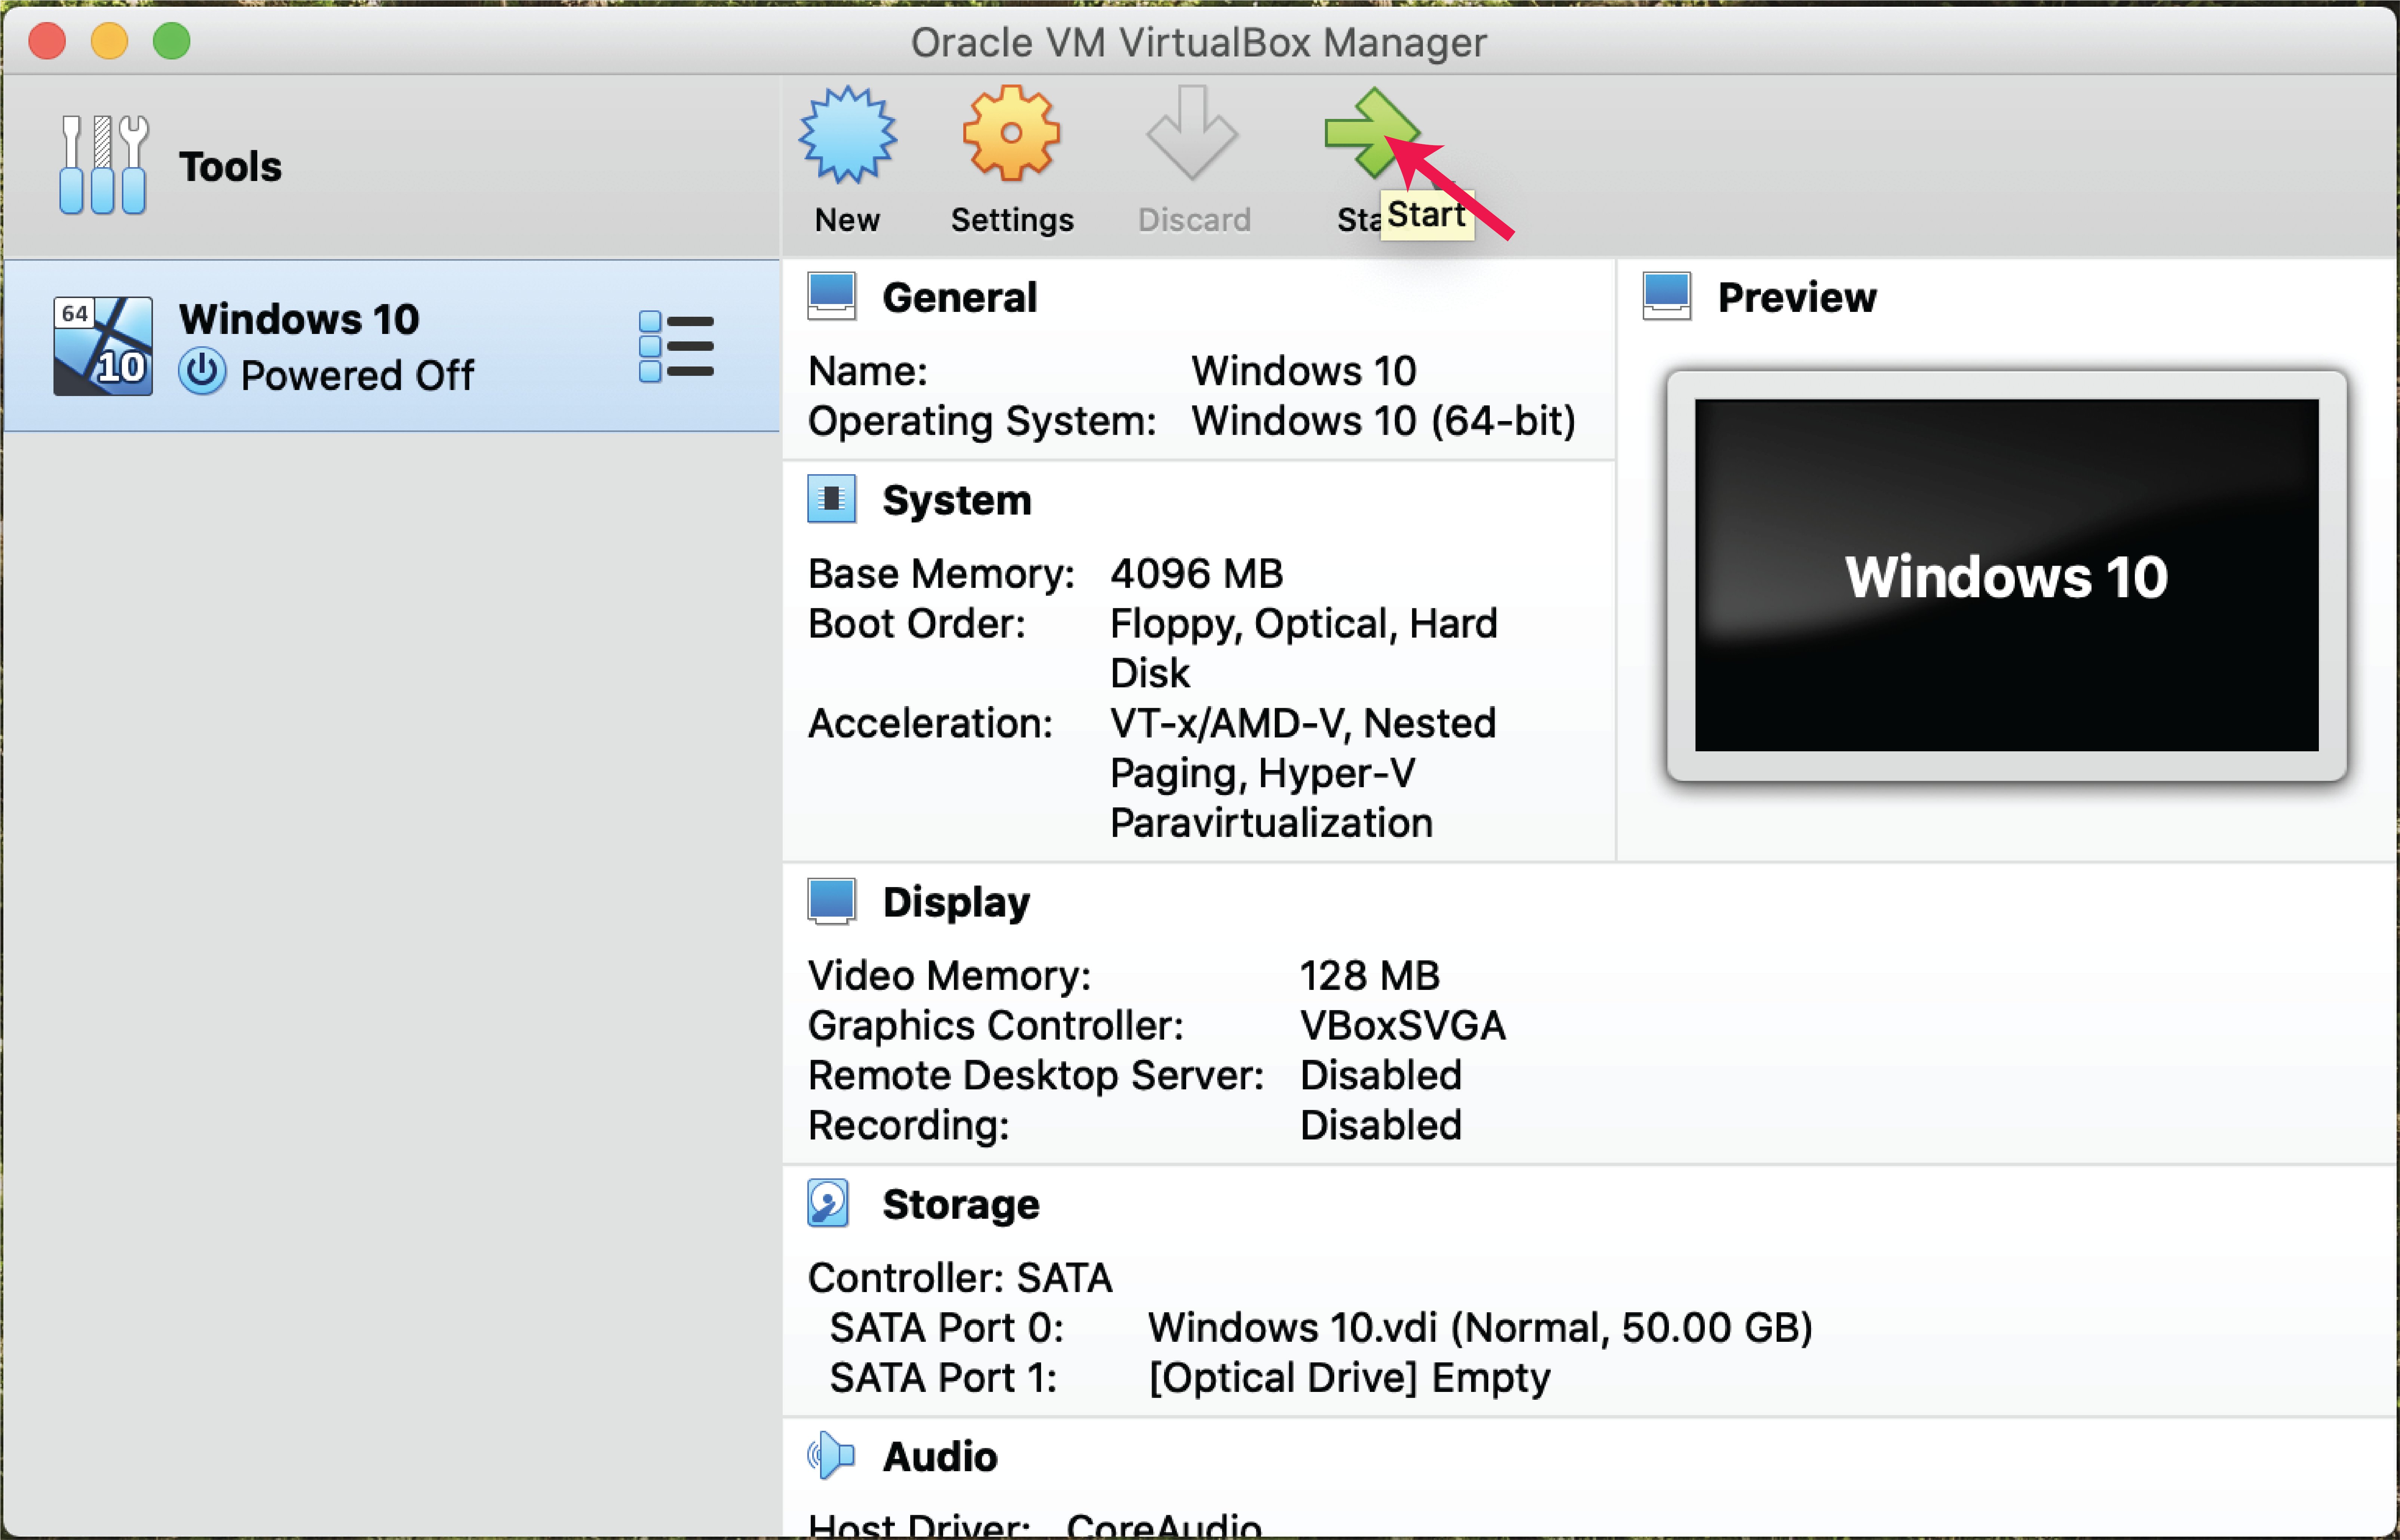 Oracle VM VirtualBox Manager
Tools
New
Settings
Discard
Sta
Start
64
10
Windows 10
Powered Off
General
Name: Windows 10
Operating System: Windows 10 (64-bit)
Preview
Windows 10
System
Base Memory: 4096 MB
Boot Order: Floppy, Optical, Hard
Disk
Acceleration: VT-x/AMD-V, Nested
Paging, Hyper-V
Paravirtualization
Display
Video Memory: 128 MB
Graphics Controller: VBoxSVGA
Remote Desktop Server: Disabled
Recording: Disabled
Storage
Controller: SATA
SATA Port 0: Windows 10.vdi (Normal, 50.00 GB)
SATA Port 1: [Optical Drive] Empty
Audio
Host Driver: CoreAudio